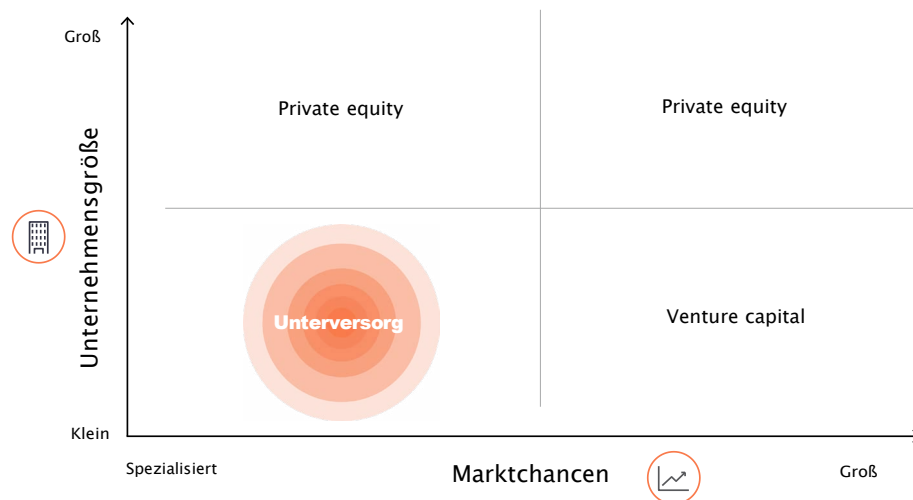 Groß
Private equity
Private equity
Unternehmensgröße
Unterversorg
Venture capital
Klein
Spezialisiert
Marktchancen
Groß